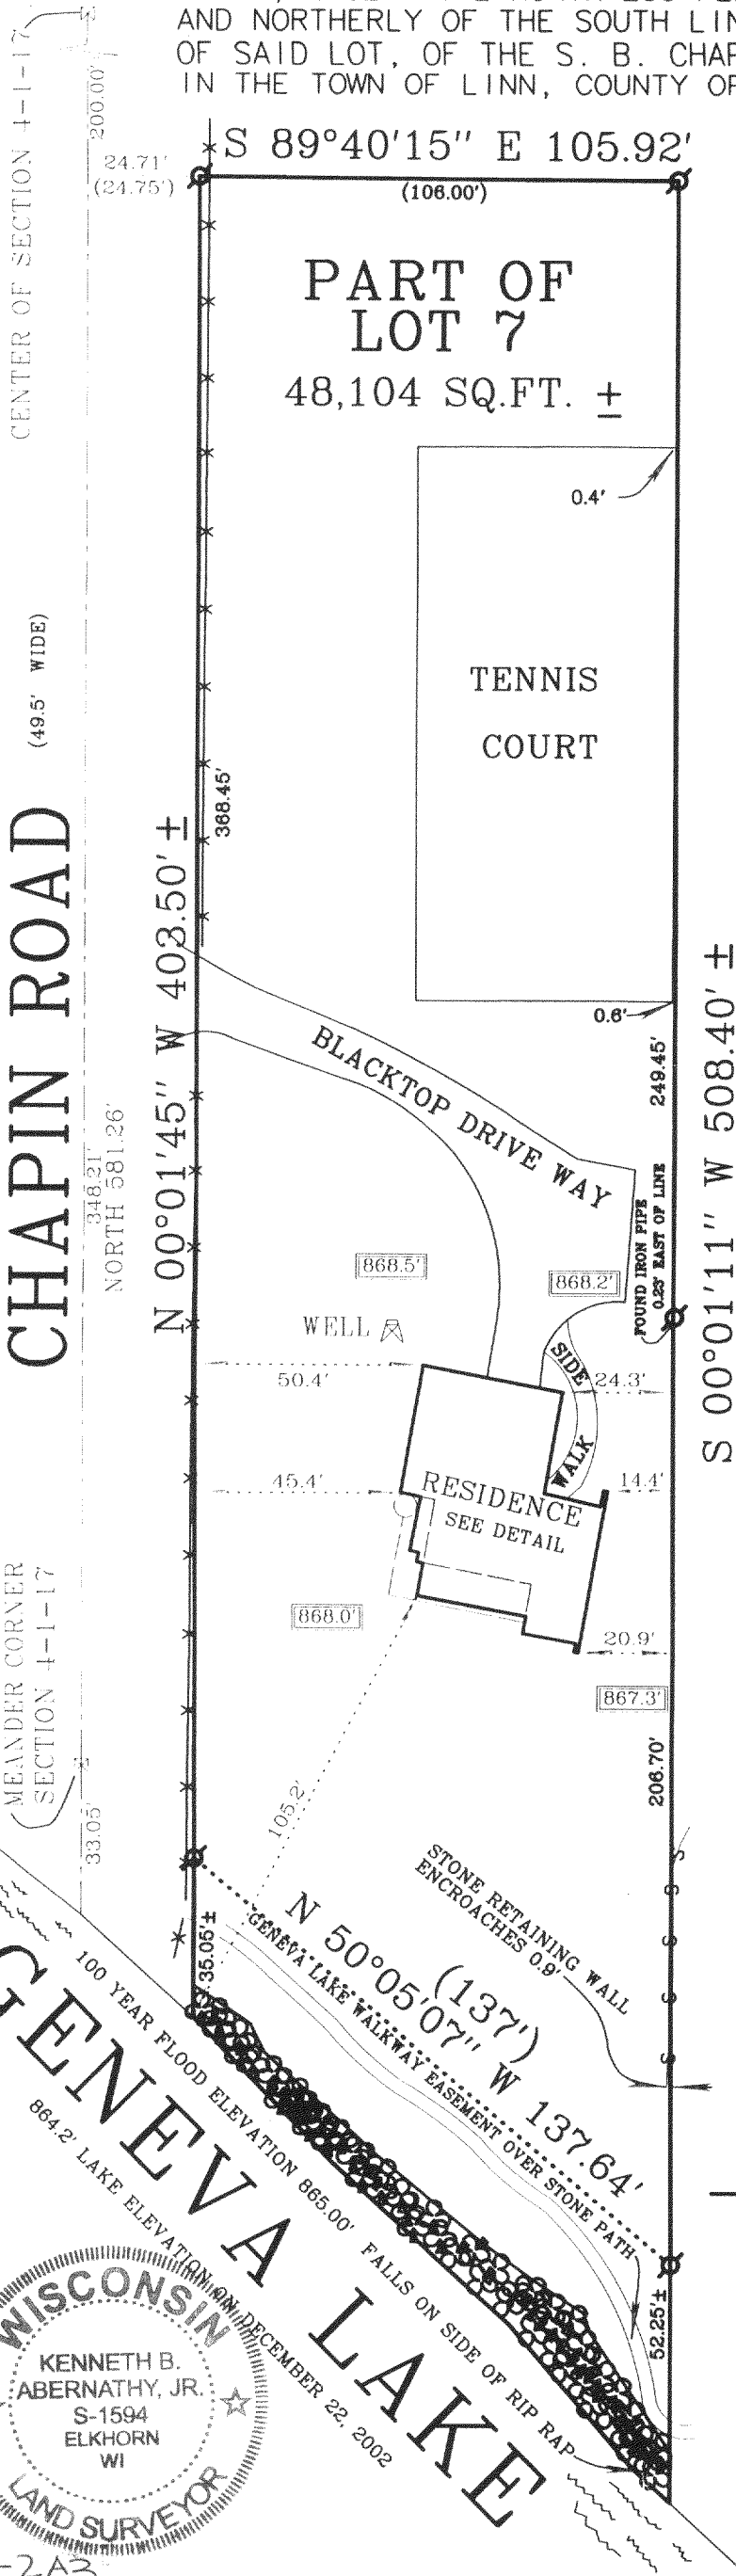 AND NORTHERLY OF THE SOUTH LIN
OF SAID LOT, OF THE S. B. CHAP
IN THE TOWN OF LINN, COUNTY OF
CENTER OF SECTION 4-1-17
200.00'
24.71'
(24.75')
S 89°40'15" E 105.92'
(106.00')
PART OF
LOT 7
48,104 SQ.FT. ±
0.4'
TENNIS
COURT
0.6'
(49.5' WIDE)
CHAPIN ROAD
368.45'
N 00°01'45" W 403.50' ±
348.21'
NORTH 581.26'
BLACKTOP DRIVE WAY
249.45'
S 00°01'11" W 508.40' ±
FOUND IRON PIPE
0.23' EAST OF LINE
868.5'
868.2'
WELL
SIDE
WALK
50.4'
24.3'
45.4'
14.4'
RESIDENCE
SEE DETAIL
868.0'
20.9'
867.3'
MEANDER CORNER
SECTION 4-1-17
206.70'
105.2'
33.05'
STONE RETAINING WALL
ENCROACHES 0.9'
35.05'±
(137')
N 50°05'07" W 137.64'
GENEVA LAKE WALKWAY EASEMENT OVER STONE PATH
52.25'±
100 YEAR FLOOD ELEVATION 865.00' FALLS ON SIDE OF RIP RAP
GENEVA LAKE
864.2' LAKE ELEVATION ON DECEMBER 22, 2002
WISCONSIN
KENNETH B.
ABERNATHY, JR.
S-1594
ELKHORN
WI
LAND SURVEYOR
-2A3